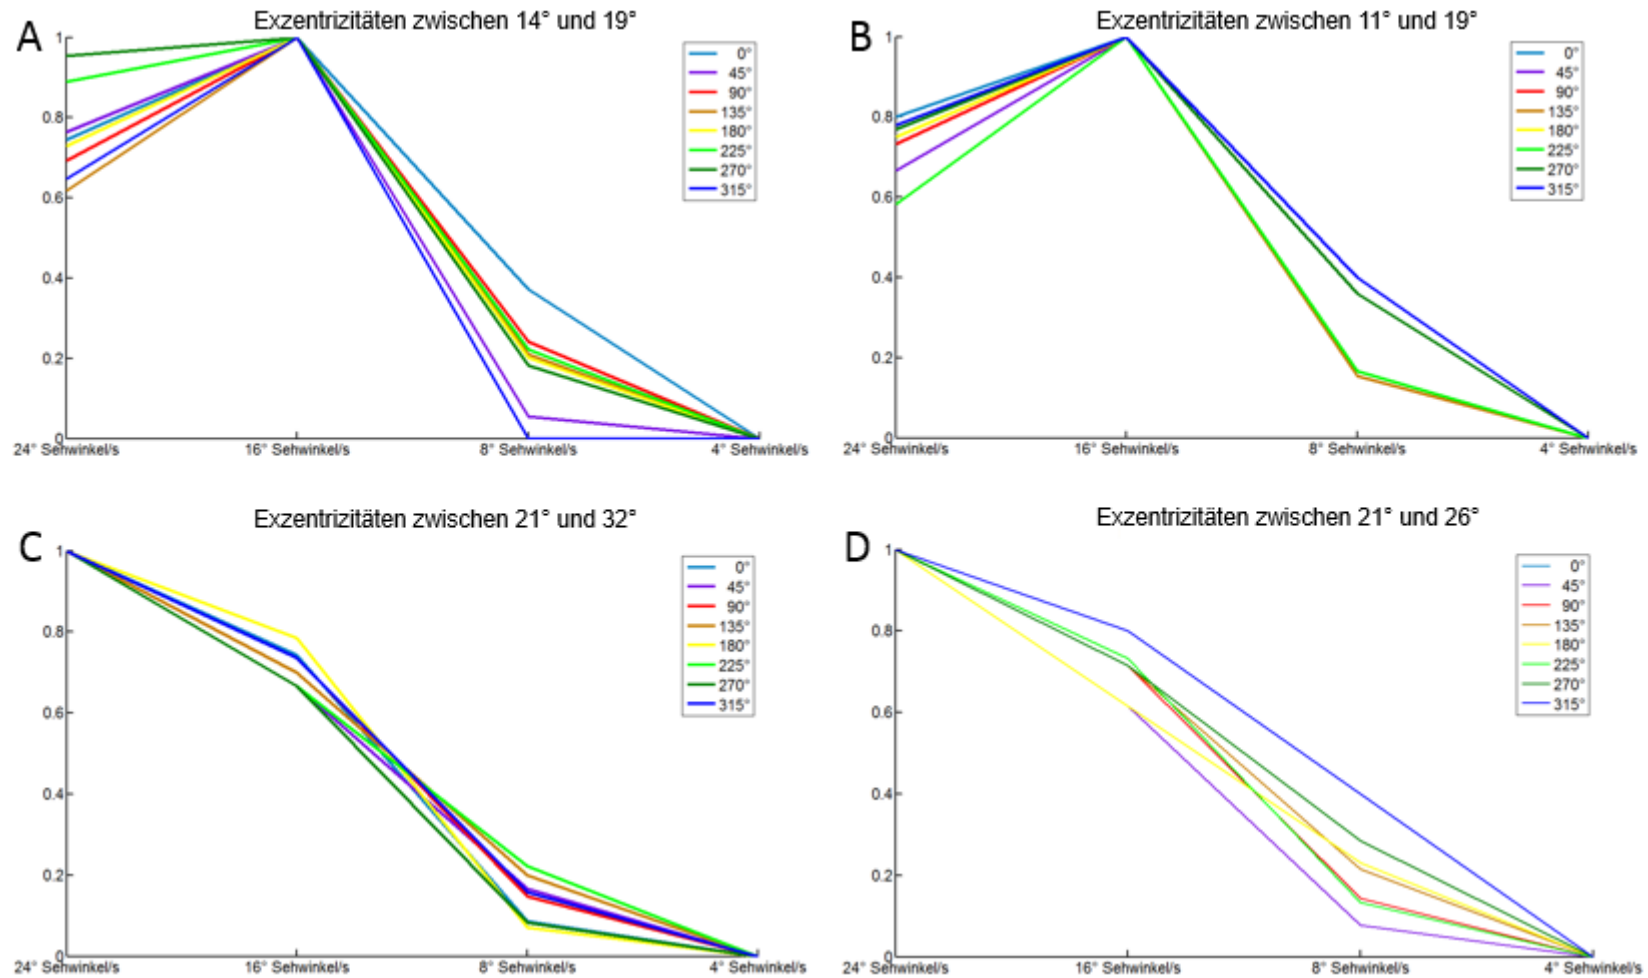 A
Exzentrizitäten zwischen 14° und 19°
1
0.8
0.6
0.4
0.2
0
24° Sehwinkel/s
16° Sehwinkel/s
8° Sehwinkel/s
4° Sehwinkel/s
0°
45°
90°
135°
180°
225°
270°
315°
B
Exzentrizitäten zwischen 11° und 19°
1
0.8
0.6
0.4
0.2
0
24° Sehwinkel/s
16° Sehwinkel/s
8° Sehwinkel/s
4° Sehwinkel/s
0°
45°
90°
135°
180°
225°
270°
315°
C
Exzentrizitäten zwischen 21° und 32°
1
0.8
0.6
0.4
0.2
0
24° Sehwinkel/s
16° Sehwinkel/s
8° Sehwinkel/s
4° Sehwinkel/s
0°
45°
90°
135°
180°
225°
270°
315°
D
Exzentrizitäten zwischen 21° und 26°
1
0.8
0.6
0.4
0.2
0
24° Sehwinkel/s
16° Sehwinkel/s
8° Sehwinkel/s
4° Sehwinkel/s
0°
45°
90°
135°
180°
225°
270°
315°